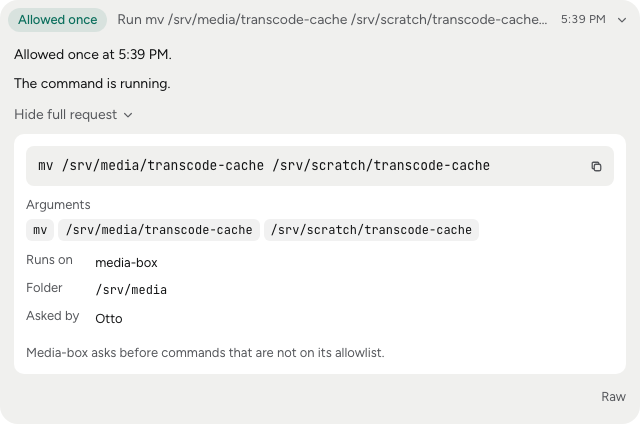 Allowed once Run mv /srv/media/transcode-cache /srv/scratch/transcode-cache... 5:39 PM
Allowed once at 5:39 PM.
The command is running.
Hide full request
mv /srv/media/transcode-cache /srv/scratch/transcode-cache
Arguments
mv /srv/media/transcode-cache /srv/scratch/transcode-cache
Runs on media-box
Folder /srv/media
Asked by Otto
Media-box asks before commands that are not on its allowlist.
Raw